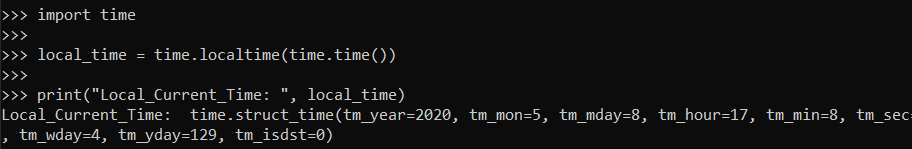 >>> import time
>>>
>>> local_time = time.localtime(time.time())
>>>
>>> print("Local_Current_Time: ", local_time)
Local_Current_Time:  time.struct_time(tm_year=2020, tm_mon=5, tm_mday=8, tm_hour=17, tm_min=8, tm_sec=
, tm_wday=4, tm_yday=129, tm_isdst=0)